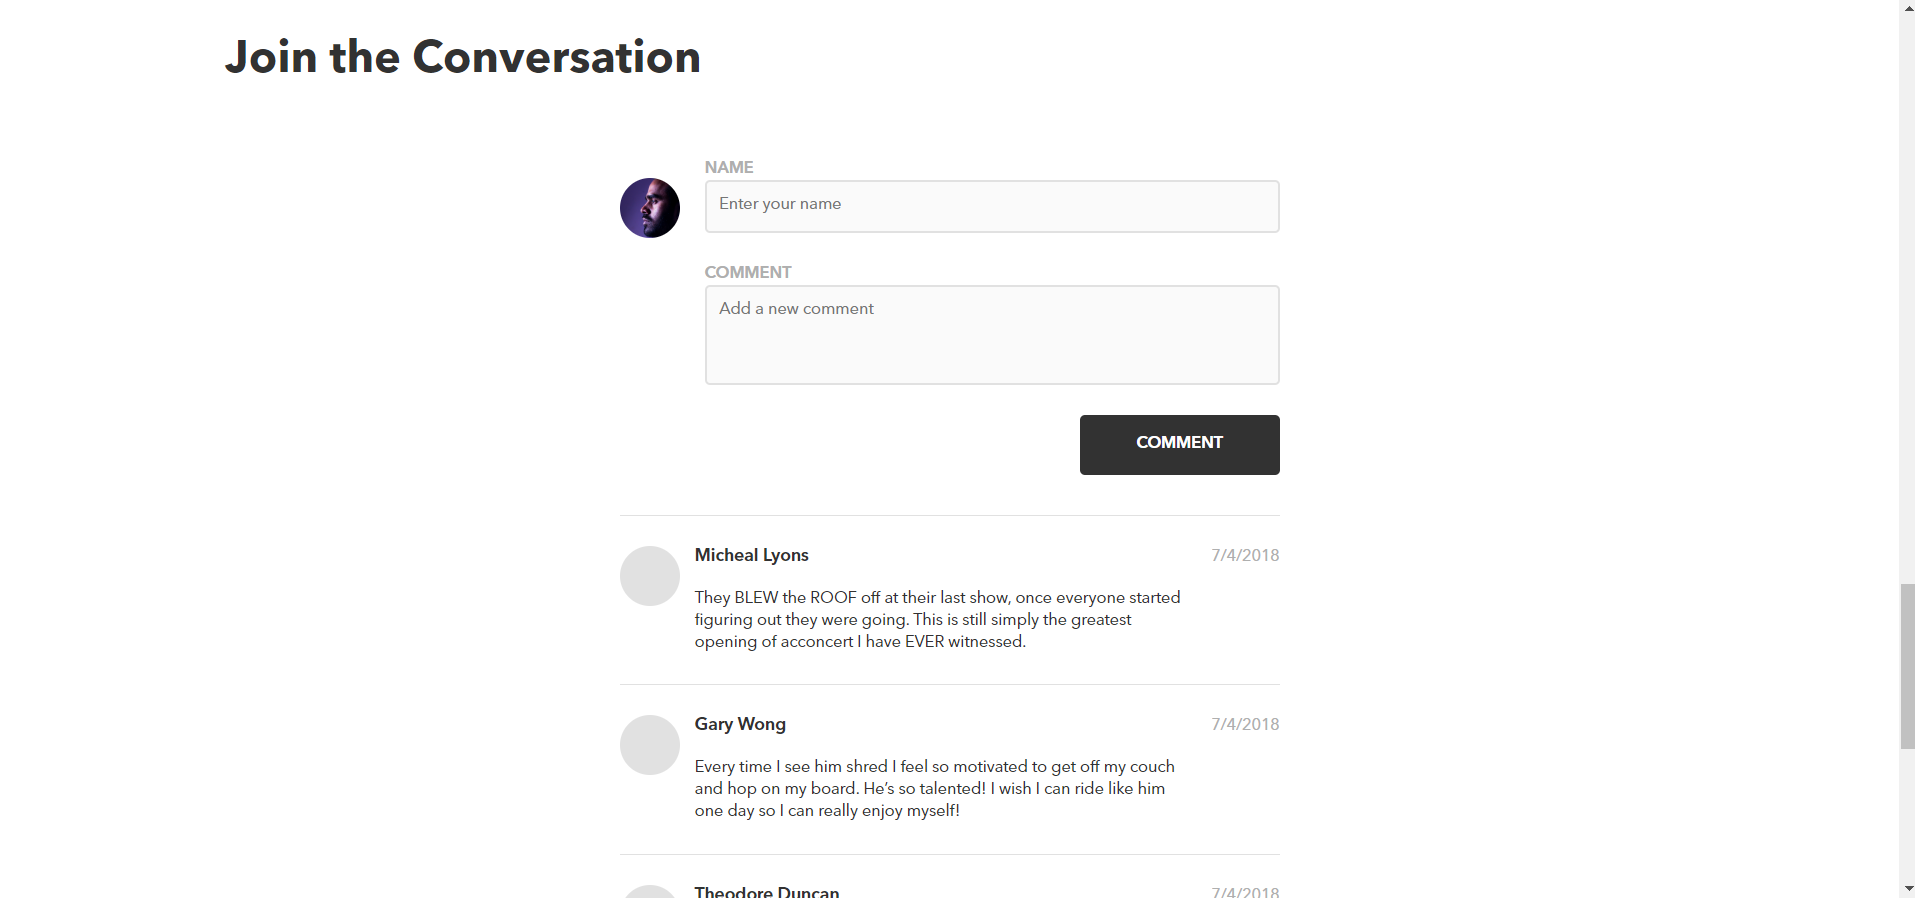 Join the Conversation
NAME
Enter your name
COMMENT
Add a new comment
COMMENT
Micheal Lyons
7/4/2018
They BLEW the ROOF off at their last show, once everyone started
figuring out they were going. This is still simply the greatest
opening of acconcert I have EVER witnessed.
Gary Wong
7/4/2018
Every time I see him shred I feel so motivated to get off my couch
and hop on my board. He’s so talented! I wish I can ride like him
one day so I can really enjoy myself!
Theodore Duncan
7/4/2018